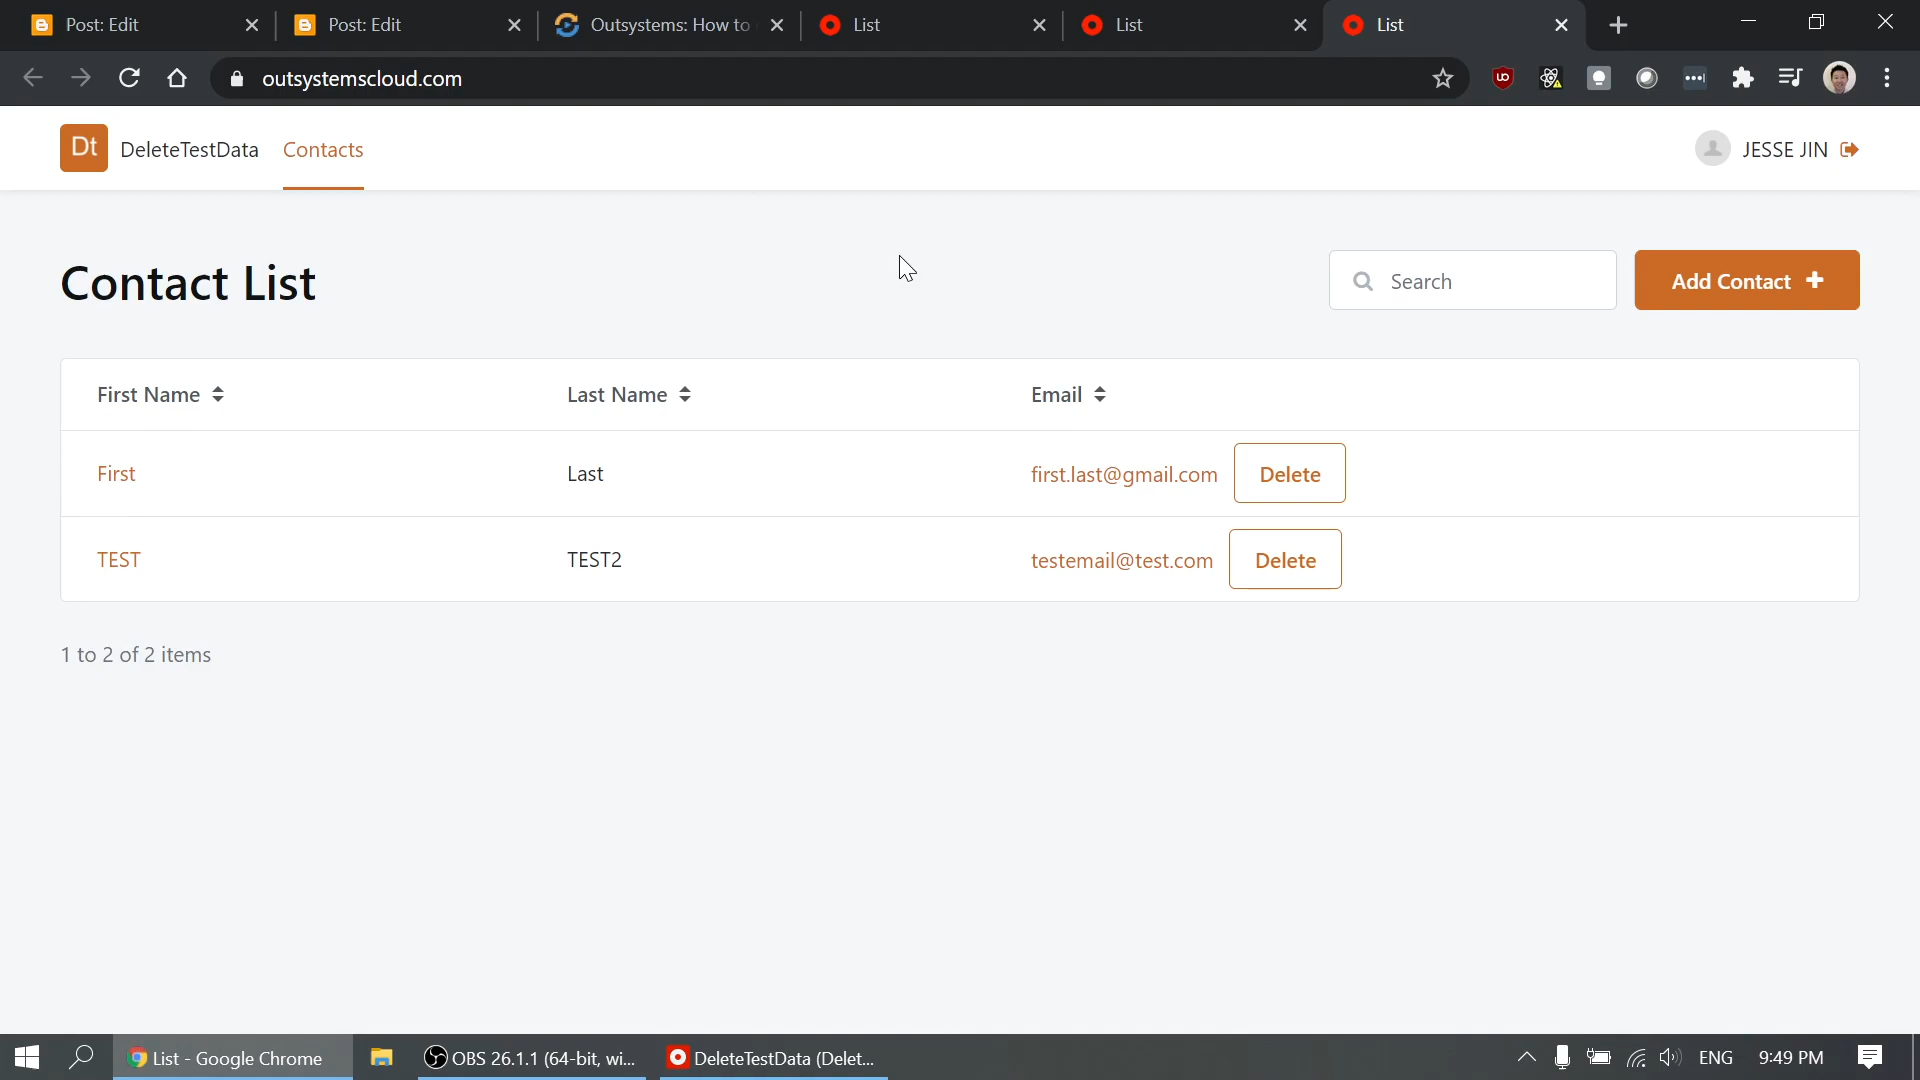 Post: Edit
Post: Edit
Outsystems: How to
List
List
List
outsystemscloud.com
Dt
DeleteTestData
Contacts
JESSE JIN
Contact List
Search
Add Contact +
First Name
Last Name
Email
First
Last
first.last@gmail.com
Delete
TEST
TEST2
testemail@test.com
Delete
1 to 2 of 2 items
List - Google Chrome
OBS 26.1.1 (64-bit, wi...
DeleteTestData (Delet...
ENG
9:49 PM